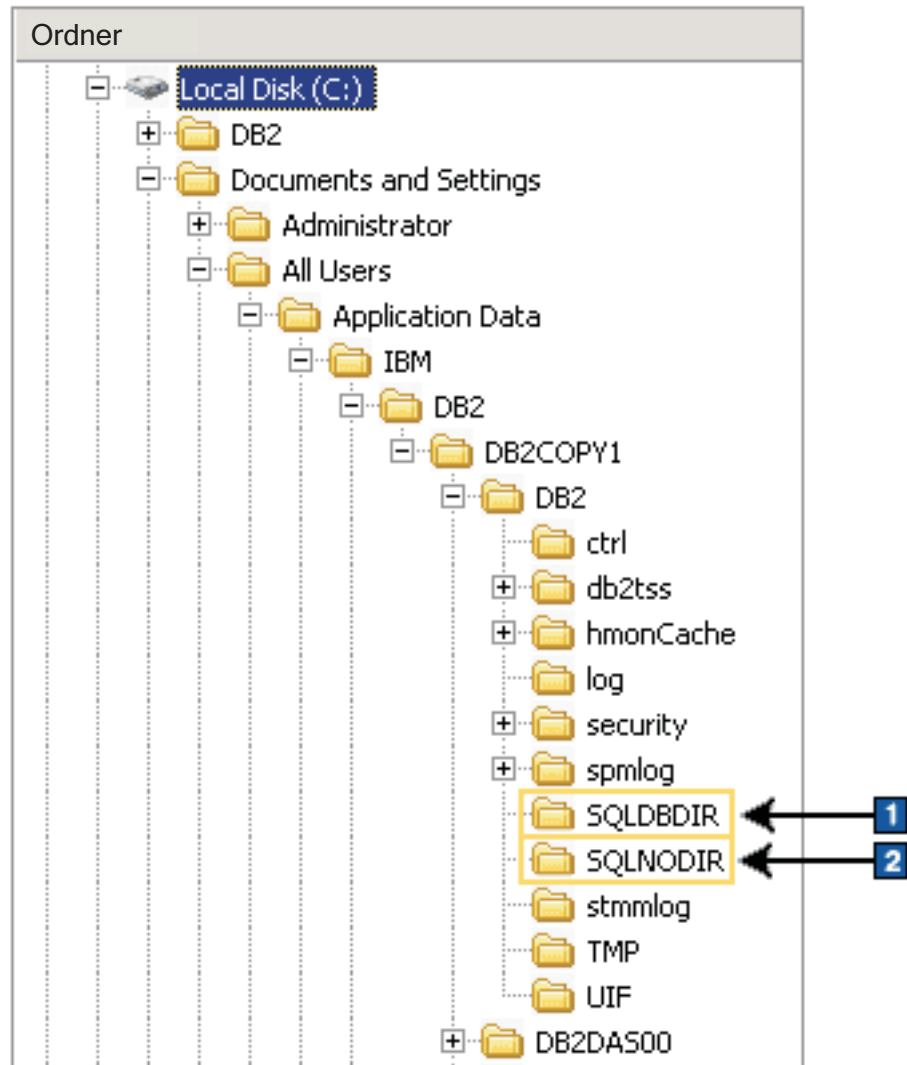 Ordner
Local Disk (C:)
DB2
Documents and Settings
Administrator
All Users
Application Data
IBM
DB2
DB2COPY1
DB2
ctrl
db2tss
hmonCache
log
security
spmlog
SQLDBDIR 1
SQLNODIR 2
stmmlog
TMP
UIF
DB2DAS00